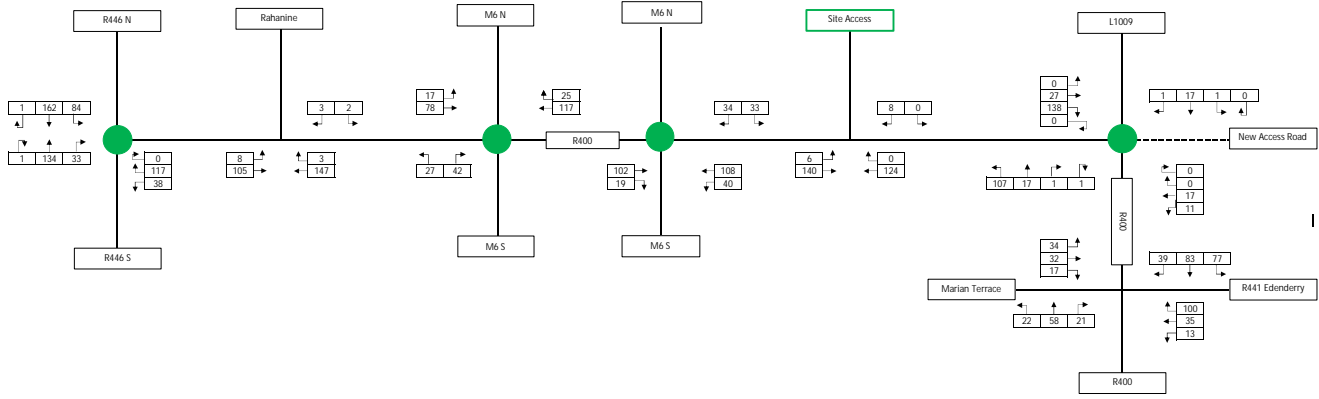 R446 N
Rahanine
M6 N
M6 N
Site Access
L1009
1 162 84
3 2
17
78
25
117
34 33
8 0
0
27
138
0
1 17 1 0
R400
New Access Road
1 134 33
0
117
38
8
105
3
147
27 42
102
19
108
40
6
140
0
124
107 17 1 1
0
0
17
11
R400
R446 S
M6 S
M6 S
34
32
17
39 83 77
Marian Terrace
R441 Edenderry
22 58 21
100
35
13
R400